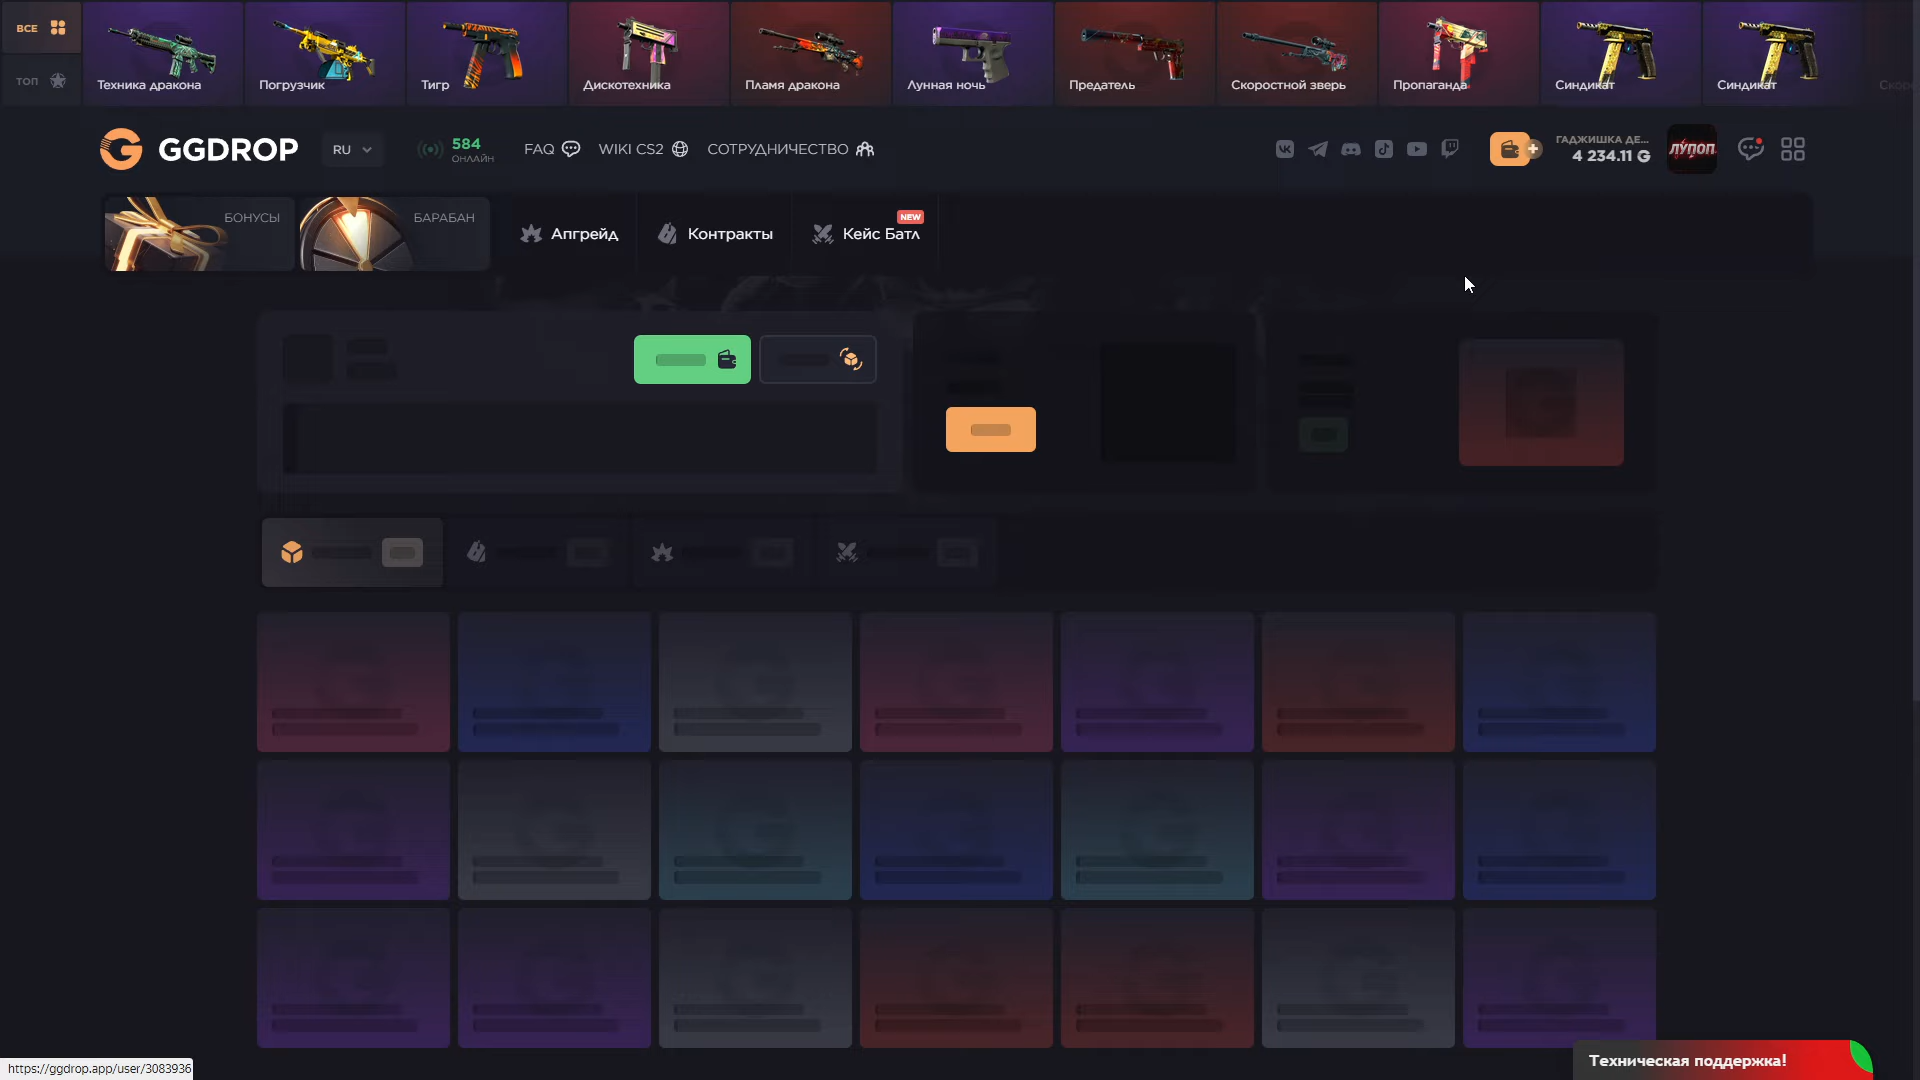 ВСЕ
ТОП
Техника дракона
Погрузчик
Тигр
Дискотехника
Пламя дракона
Лунная ночь
Предатель
Скоростной зверь
Пропаганда
Синдикат
Синдикат
GGDROP
RU
584
ОНЛАЙН
FAQ
WIKI CS2
СОТРУДНИЧЕСТВО
ГАДЖИШКА ДЕ...
4 234.11
ЛУПОП
БОНУСЫ
БАРАБАН
Апгрейд
Контракты
NEW
Кейс Батл
https://ggdrop.app/user/3083936
Техническая поддержка!